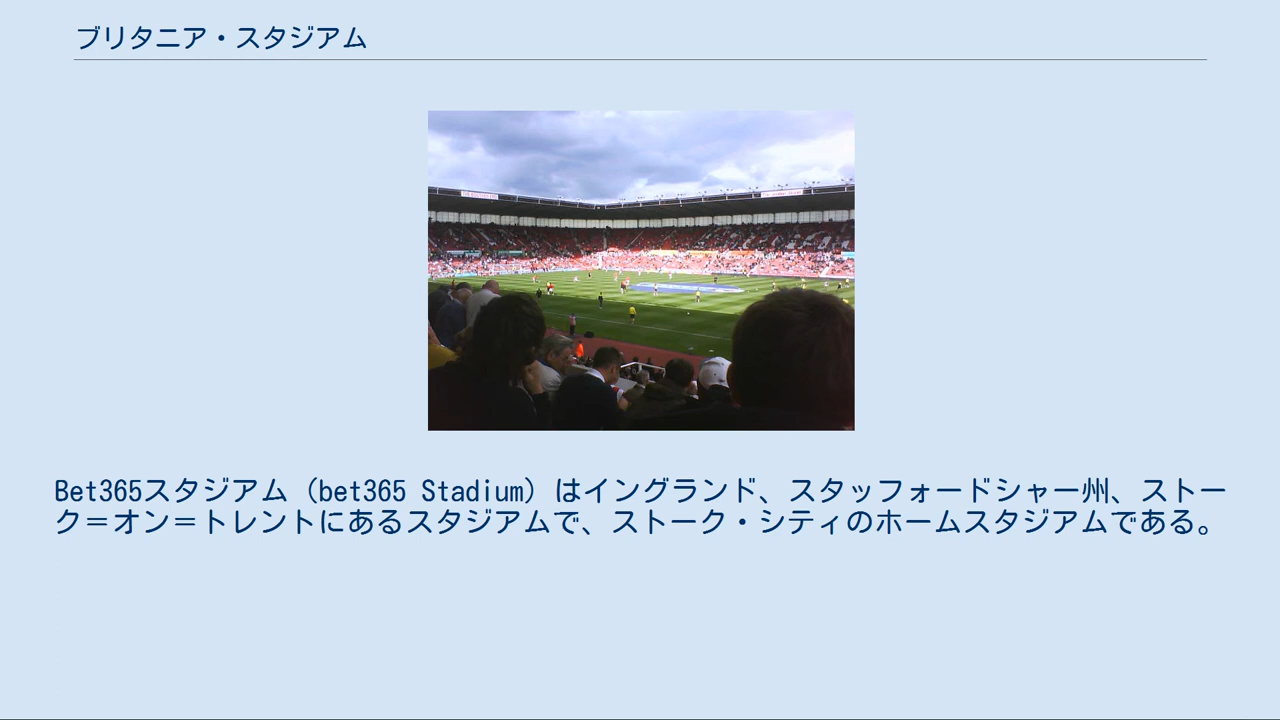 ブリタニア・スタジアム
Bet365スタジアム（bet365 Stadium）はイングランド、スタッフォードシャー州、ストー
ク＝オン＝トレントにあるスタジアムで、ストーク・シティのホームスタジアムである。